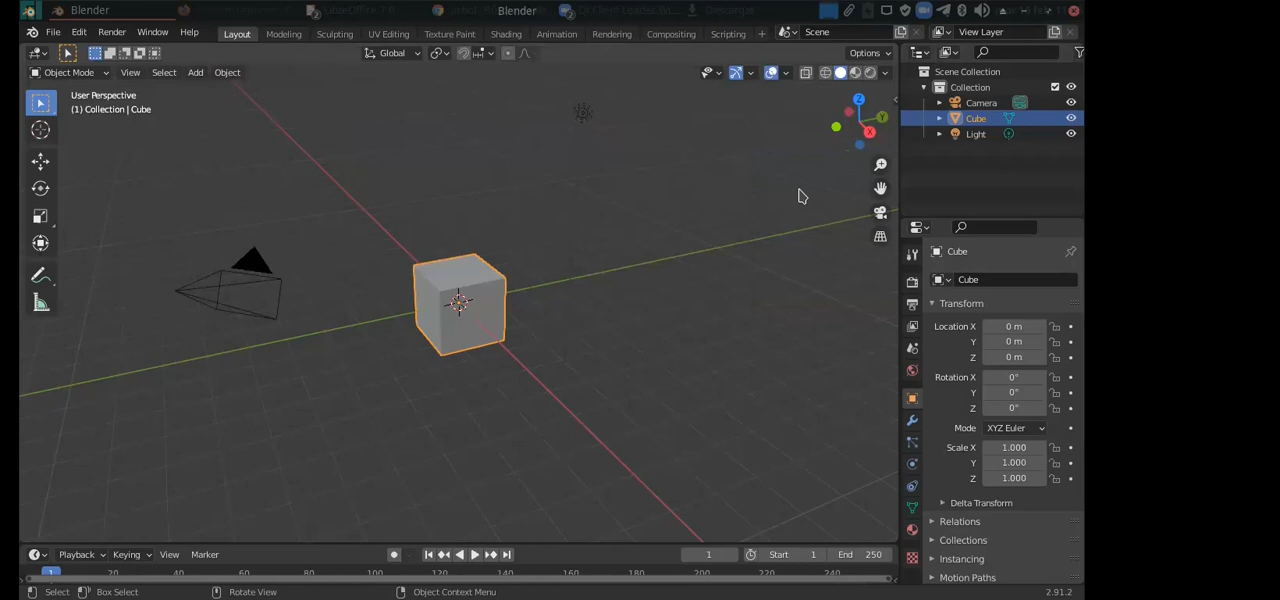 Blender
LibreOffice 7.0
Blender
File Edit Render Window Help
Layout Modeling Sculpting UV Editing Texture Paint Shading Animation Rendering Compositing Scripting +
Scene
View Layer
Global
Options
Object Mode View Select Add Object
User Perspective
(1) Collection | Cube
Z
Y
X
Scene Collection
Collection
Camera
Cube
Light
Cube
Cube
Transform
Location X 0 m
Y 0 m
Z 0 m
Rotation X 0°
Y 0°
Z 0°
Mode XYZ Euler
Scale X 1.000
Y 1.000
Z 1.000
Delta Transform
Relations
Collections
Instancing
Motion Paths
Playback Keying View Marker
1 Start 1 End 250
1 20 40 60 80 100 120 140 160 180 200 220 240
Select Box Select Rotate View Object Context Menu 2.91.2